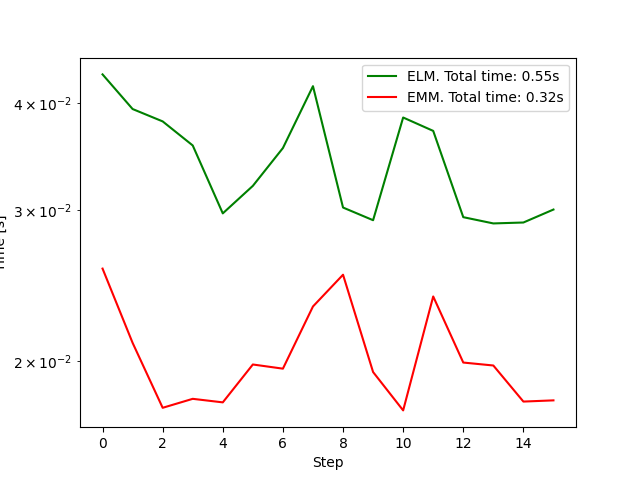 ELM. Total time: 0.55s
EMM. Total time: 0.32s
4 × 10⁻²
3 × 10⁻²
2 × 10⁻²
Time [s]
0 2 4 6 8 10 12 14
Step